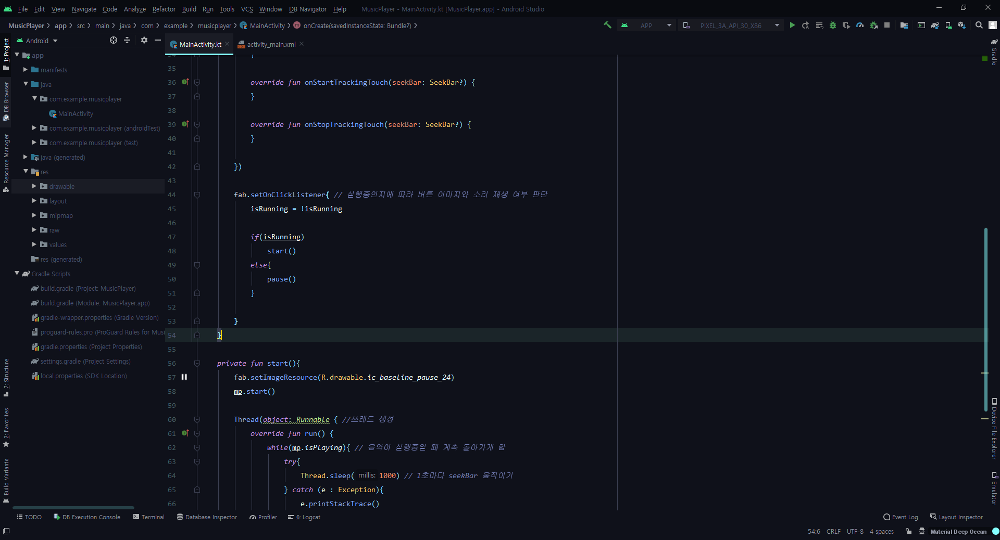 File Edit View Navigate Code Analyze Refactor Build Run Tools VCS Window DB Navigator Help MusicPlayer - MainActivity.kt [MusicPlayer.app] - Android Studio
MusicPlayer app src main java com example musicplayer MainActivity onCreate(savedInstanceState: Bundle?) APP PIXEL_3A_API_30_X86
Android
MainActivity.kt
activity_main.xml
1: Project
DB Browser
Resource Manager
7: Structure
2: Favorites
Build Variants
app
manifests
java
com.example.musicplayer
MainActivity
com.example.musicplayer (androidTest)
com.example.musicplayer (test)
java (generated)
res
drawable
layout
mipmap
raw
values
res (generated)
Gradle Scripts
build.gradle (Project: MusicPlayer)
build.gradle (Module: MusicPlayer.app)
gradle-wrapper.properties (Gradle Version)
proguard-rules.pro (ProGuard Rules for Musi
gradle.properties (Project Properties)
settings.gradle (Project Settings)
local.properties (SDK Location)
34 }
35
36 override fun onStartTrackingTouch(seekBar: SeekBar?) {
37 }
38
39 override fun onStopTrackingTouch(seekBar: SeekBar?) {
40 }
41
42 })
43
44 fab.setOnClickListener{ // 실행중인지에 따라 버튼 이미지와 소리 재생 여부 판단
45 isRunning = !isRunning
46
47 if(isRunning)
48 start()
49 else{
50 pause()
51 }
52
53 }
54 }
55
56 private fun start(){
57 fab.setImageResource(R.drawable.ic_baseline_pause_24)
58 mp.start()
59
60 Thread(object: Runnable { //쓰레드 생성
61 override fun run() {
62 while(mp.isPlaying){ // 음악이 실행중일 때 계속 돌아가게 함
63 try{
64 Thread.sleep( millis: 1000) // 1초마다 seekBar 움직이기
65 } catch (e : Exception){
66 e.printStackTrace()
Gradle
Device File Explorer
Emulator
TODO DB Execution Console Terminal Database Inspector Profiler 6: Logcat Event Log Layout Inspector
54:6 CRLF UTF-8 4 spaces Material Deep Ocean